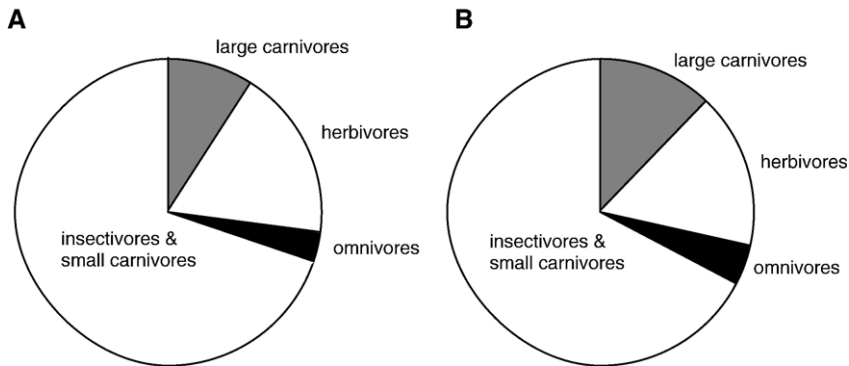 A
large carnivores
herbivores
insectivores &
small carnivores
omnivores
B
large carnivores
herbivores
insectivores &
small carnivores
omnivores